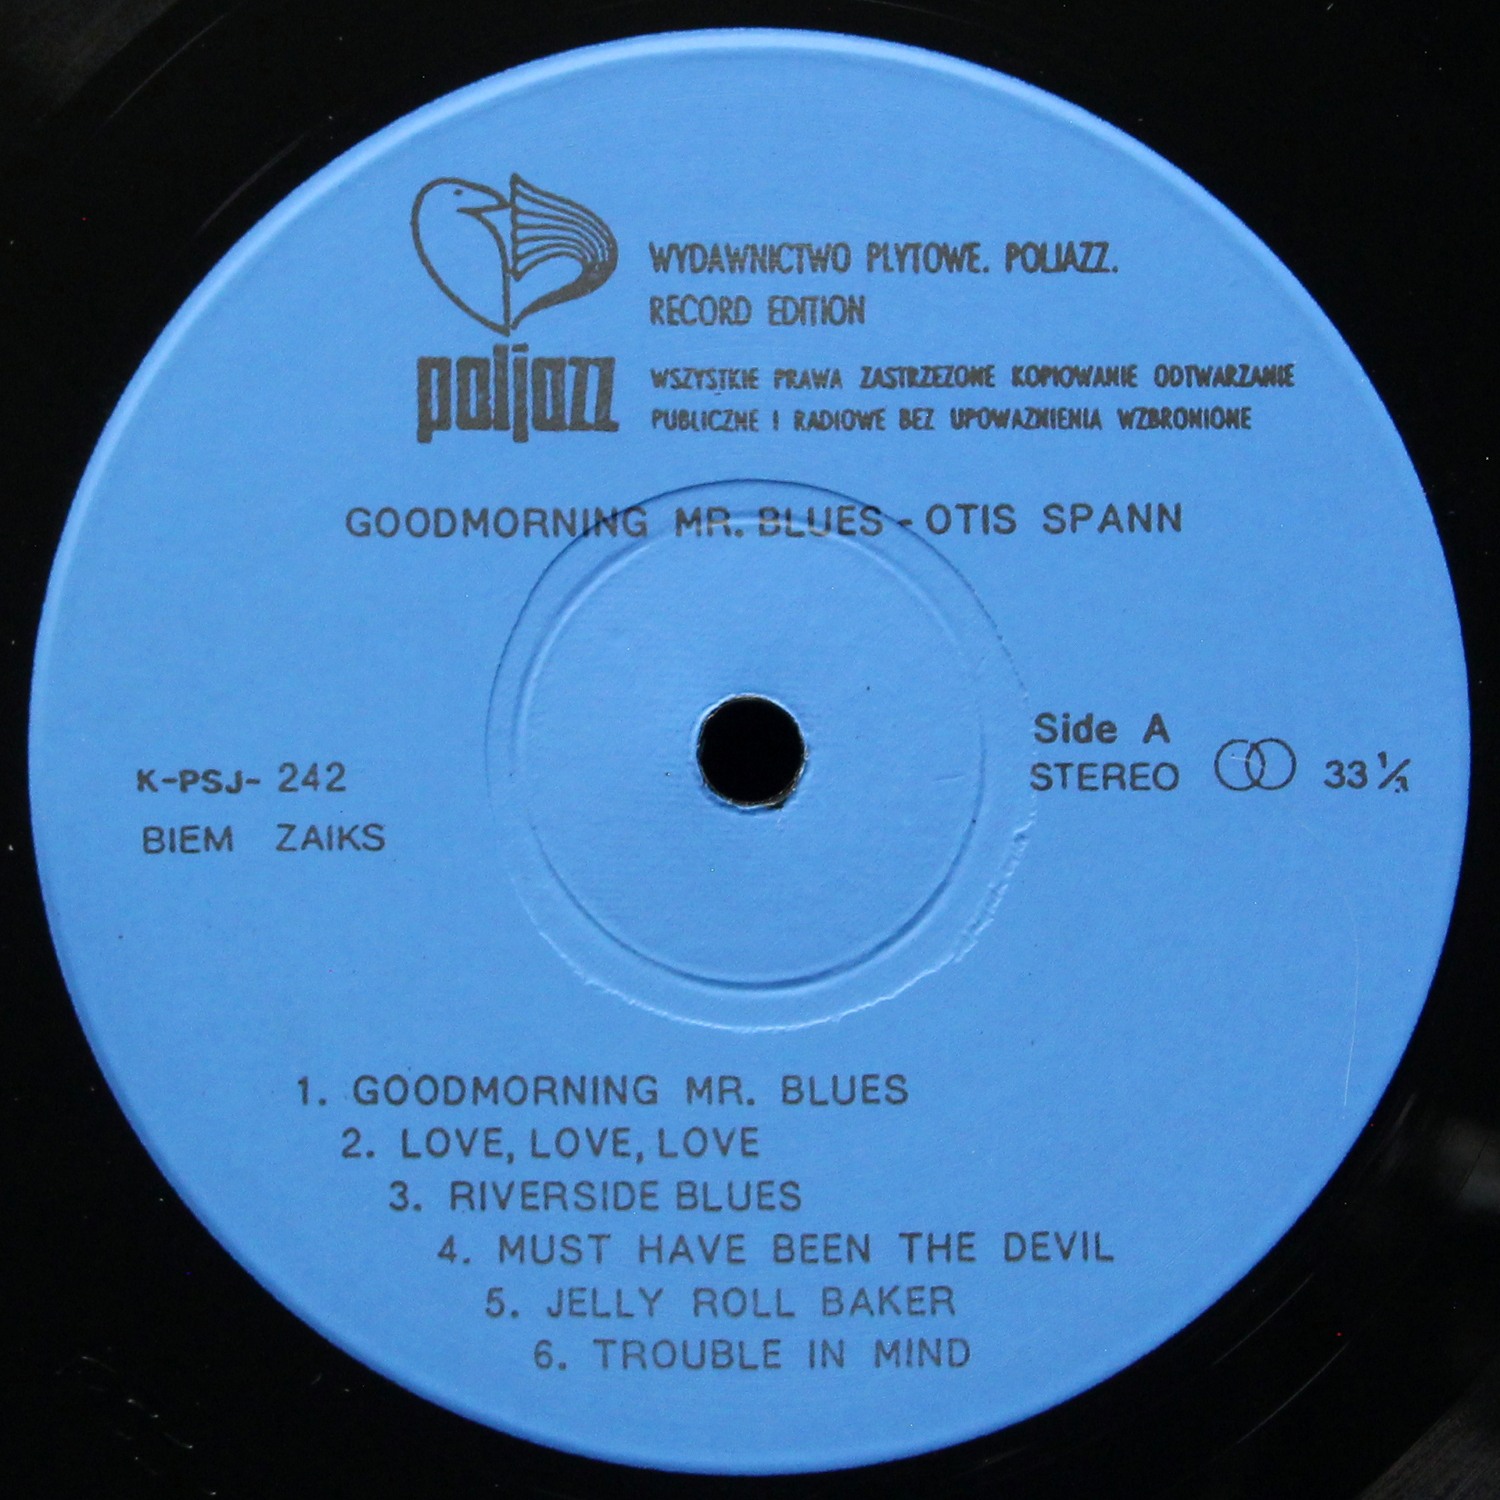 WYDAWNICTWO PLYTOWE. POLJAZZ.
RECORD EDITION
poljazz
WSZYSTKIE PRAWA ZASTRZEZONE KOPIOWANIE ODTWARZANIE
PUBLICZNE I RADIOWE BEZ UPOWAZNIENIA WZBRONIONE
GOODMORNING MR. BLUES - OTIS SPANN
Side A
K-PSJ- 242
STEREO 33 1/3
BIEM ZAIKS
1. GOODMORNING MR. BLUES
2. LOVE, LOVE, LOVE
3. RIVERSIDE BLUES
4. MUST HAVE BEEN THE DEVIL
5. JELLY ROLL BAKER
6. TROUBLE IN MIND